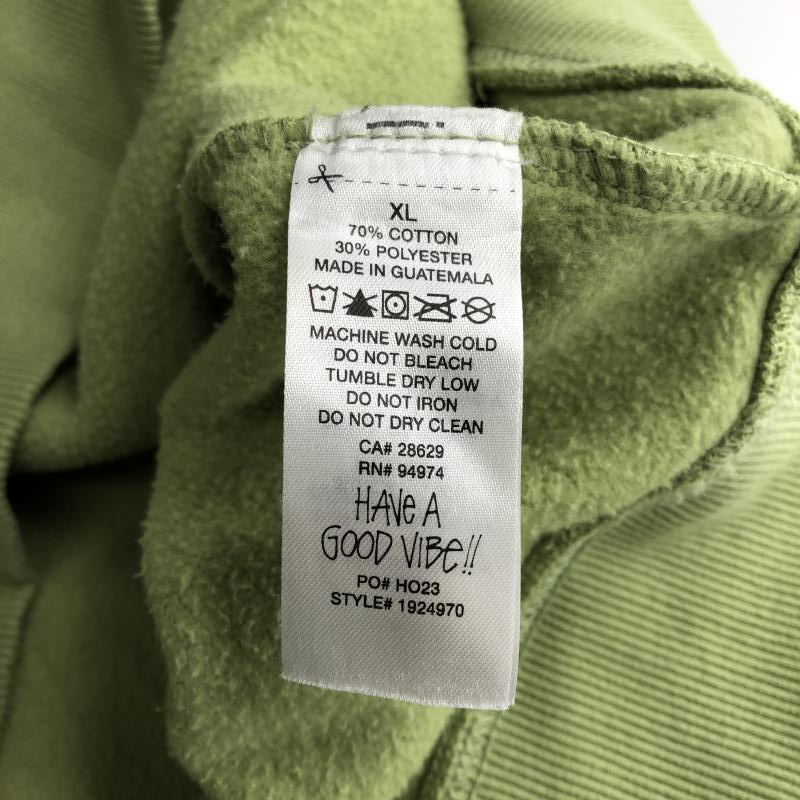 XL
70% COTTON
30% POLYESTER
MADE IN GUATEMALA
MACHINE WASH COLD
DO NOT BLEACH
TUMBLE DRY LOW
DO NOT IRON
DO NOT DRY CLEAN
CA# 28629
RN# 94974
HAVe A
GOOD VIBe!!
PO# HO23
STYLE# 1924970